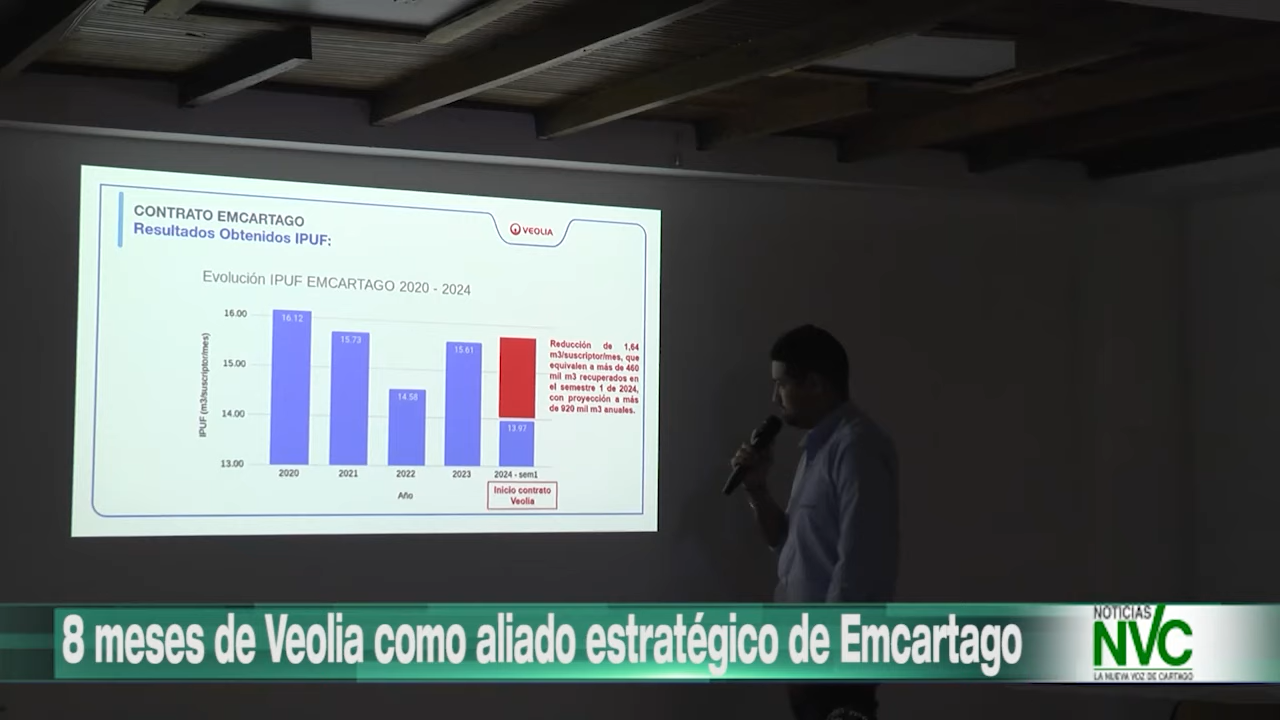 CONTRATO EMCARTAGO
Resultados Obtenidos IPUF:
VEOLIA
Evolución IPUF EMCARTAGO 2020 - 2024
IPUF (m3/suscriptor/mes)
16.00
15.00
14.00
13.00
16.12
15.73
14.58
15.61
13.97
2020
2021
2022
2023
2024 - sem1
Año
Inicio contrato
Veolia
Reducción de 1,64
m3/suscriptor/mes, que
equivalen a más de 460
mil m3 recuperados en
el semestre 1 de 2024,
con proyección a más
de 920 mil m3 anuales.
8 meses de Veolia como aliado estratégico de Emcartago
NOTICIAS
NVC
LA NUEVA VOZ DE CARTAGO